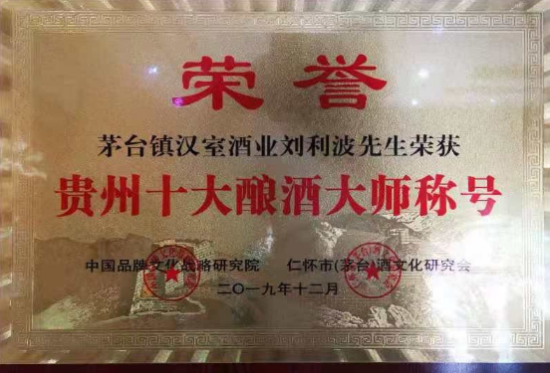 荣誉
茅台镇汉室酒业刘利波先生荣获
贵州十大酿酒大师称号
中国品牌文化战略研究院 仁怀市(茅台)酒文化研究会
二〇一九年十二月